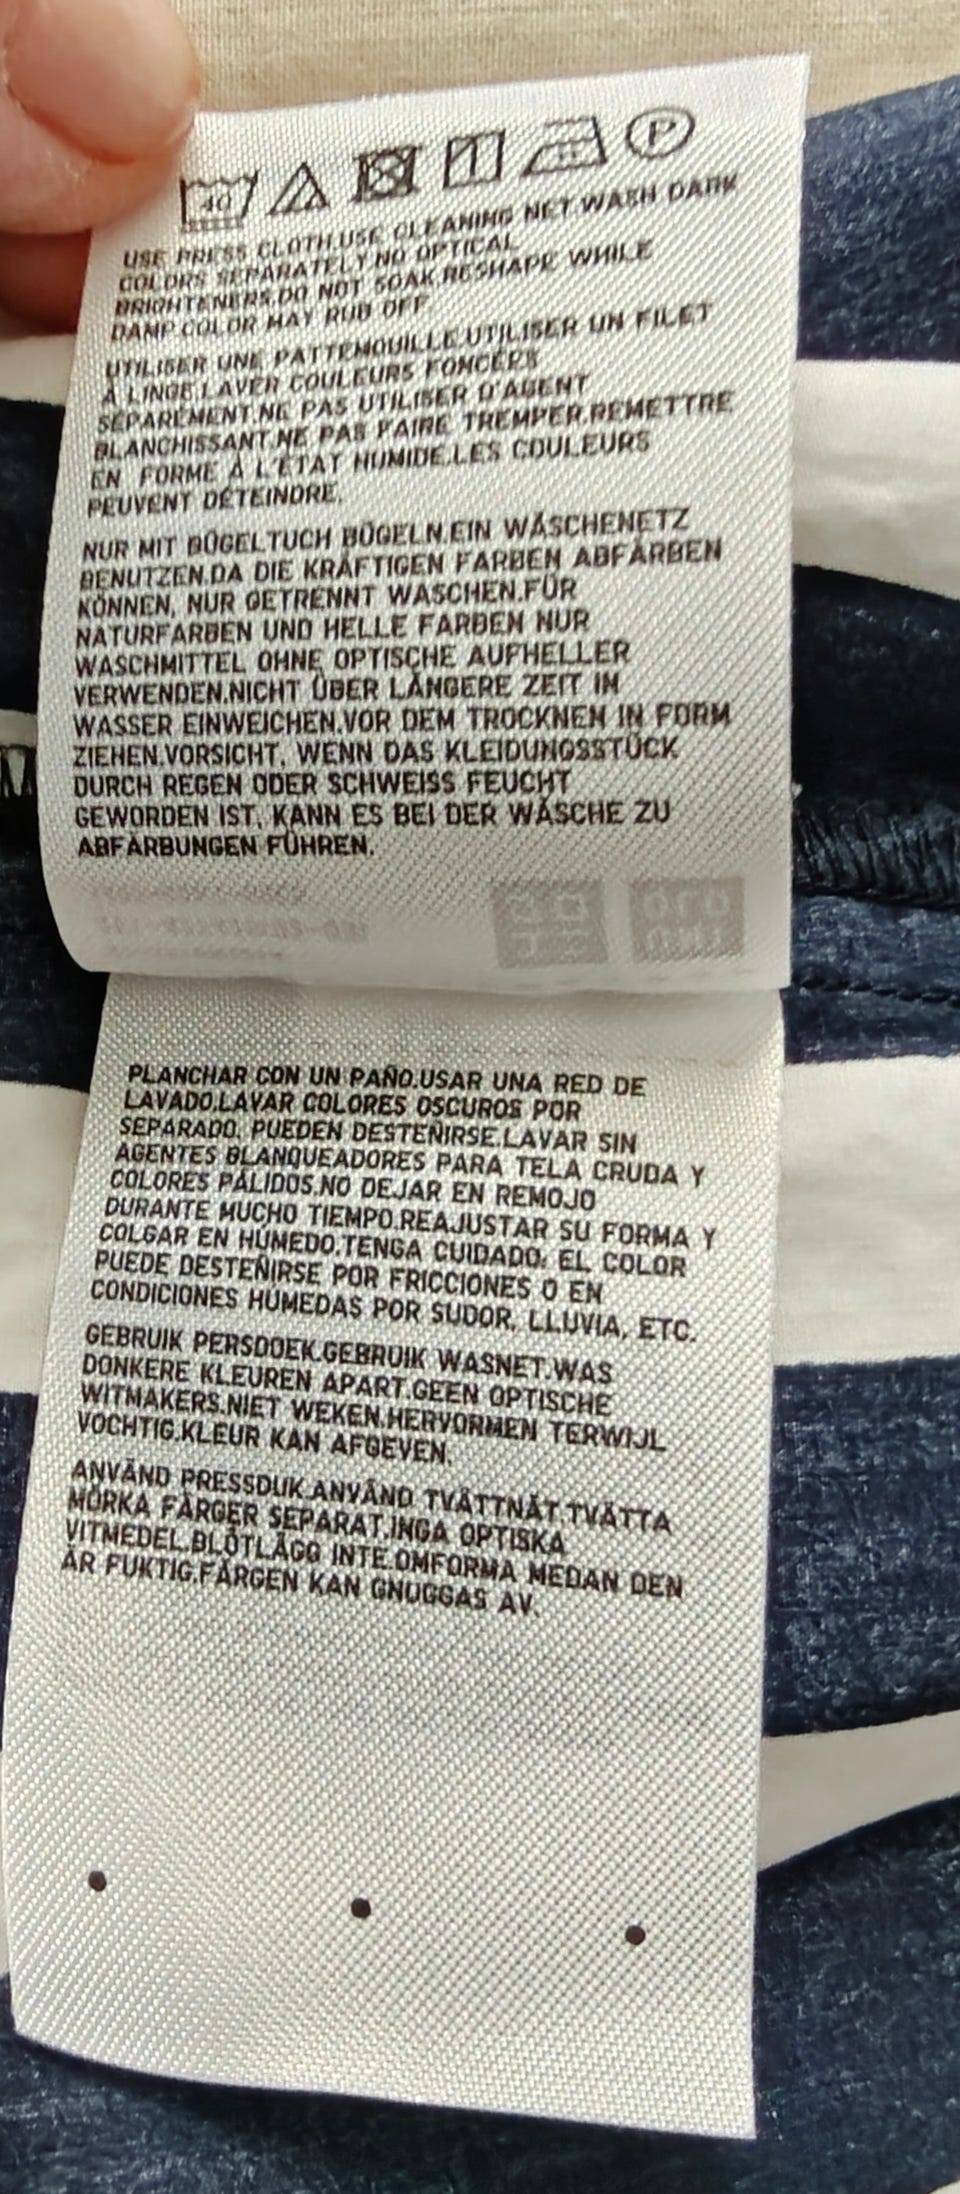 40 P
USE PRESS CLOTH.USE CLEANING NET.WASH DARK
COLORS SEPARATELY.NO OPTICAL
BRIGHTENERS.DO NOT SOAK.RESHAPE WHILE
DAMP.COLOR MAY RUB OFF
UTILISER UNE PATTEMOUILLE.UTILISER UN FILET
À LINGE.LAVER COULEURS FONCÉES
SÉPARÉMENT.NE PAS UTILISER D'AGENT
BLANCHISSANT.NE PAS FAIRE TREMPER.REMETTRE
EN FORME À L'ÉTAT HUMIDE.LES COULEURS
PEUVENT DÉTEINDRE.
NUR MIT BÜGELTUCH BÜGELN.EIN WÄSCHENETZ
BENUTZEN.DA DIE KRÄFTIGEN FARBEN ABFÄRBEN
KÖNNEN, NUR GETRENNT WASCHEN.FÜR
NATURFARBEN UND HELLE FARBEN NUR
WASCHMITTEL OHNE OPTISCHE AUFHELLER
VERWENDEN.NICHT ÜBER LÄNGERE ZEIT IM
WASSER EINWEICHEN.VOR DEM TROCKNEN IN FORM
ZIEHEN.VORSICHT, WENN DAS KLEIDUNGSSTÜCK
DURCH REGEN ODER SCHWEISS FEUCHT
GEWORDEN IST, KANN ES BEI DER WÄSCHE ZU
ABFÄRBUNGEN FÜHREN.
PLANCHAR CON UN PAÑO.USAR UNA RED DE
LAVADO.LAVAR COLORES OSCUROS POR
SEPARADO, PUEDEN DESTEÑIRSE.LAVAR SIN
AGENTES BLANQUEADORES PARA TELA CRUDA Y
COLORES PÁLIDOS.NO DEJAR EN REMOJO
DURANTE MUCHO TIEMPO.REAJUSTAR SU FORMA Y
COLGAR EN HÚMEDO.TENGA CUIDADO: EL COLOR
PUEDE DESTEÑIRSE POR FRICCIONES O EN
CONDICIONES HÚMEDAS POR SUDOR, LLUVIA, ETC.
GEBRUIK PERSDOEK.GEBRUIK WASNET.WAS
DONKERE KLEUREN APART.GEEN OPTISCHE
WITMAKERS.NIET WEKEN.HERVORMEN TERWIJL
VOCHTIG.KLEUR KAN AFGEVEN.
ANVÄND PRESSDUK.ANVÄND TVÄTTNÄT.TVÄTTA
MÖRKA FÄRGER SEPARAT.INGA OPTISKA
VITMEDEL.BLÖTLÄGG INTE.OMFORMA MEDAN DEN
ÄR FUKTIG.FÄRGEN KAN GNUGGAS AV.